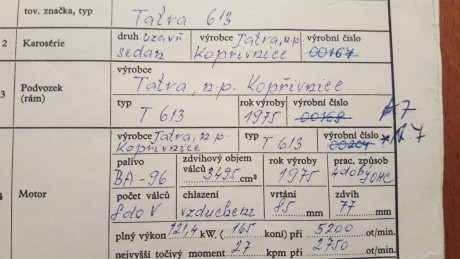 tov. značka, typ Tatra 613
2 Karosérie druh uzavř. sedan výrobce Tatra, n.p. Kopřivnice výrobní číslo 00167
3 Podvozek (rám) výrobce Tatra, n.p. Kopřivnice
typ T 613 rok výroby 1975 výrobní číslo 00168
4 Motor výrobce Tatra, n.p. Kopřivnice typ T 613 výrobní číslo 00204
palivo BA-96 zdvihový objem válců 3495 cm³ rok výroby 1975 prac. způsob 4dobý OHC
počet válců 8 do V chlazení vzduchem vrtání 85 mm zdvih 77 mm
plný výkon 121,4 kW. (165 koní) při 5200 ot/min.
nejvyšší točivý moment 27 kpm při 2750 ot/min.